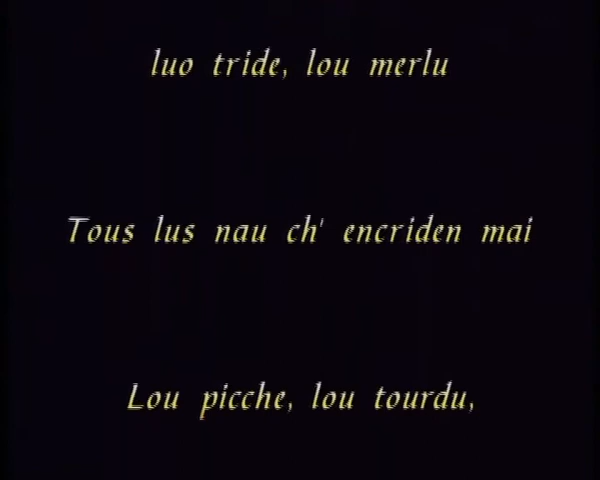 luo tride, lou merlu
Tous lus nau ch' encriden mai
Lou picche, lou tourdu,